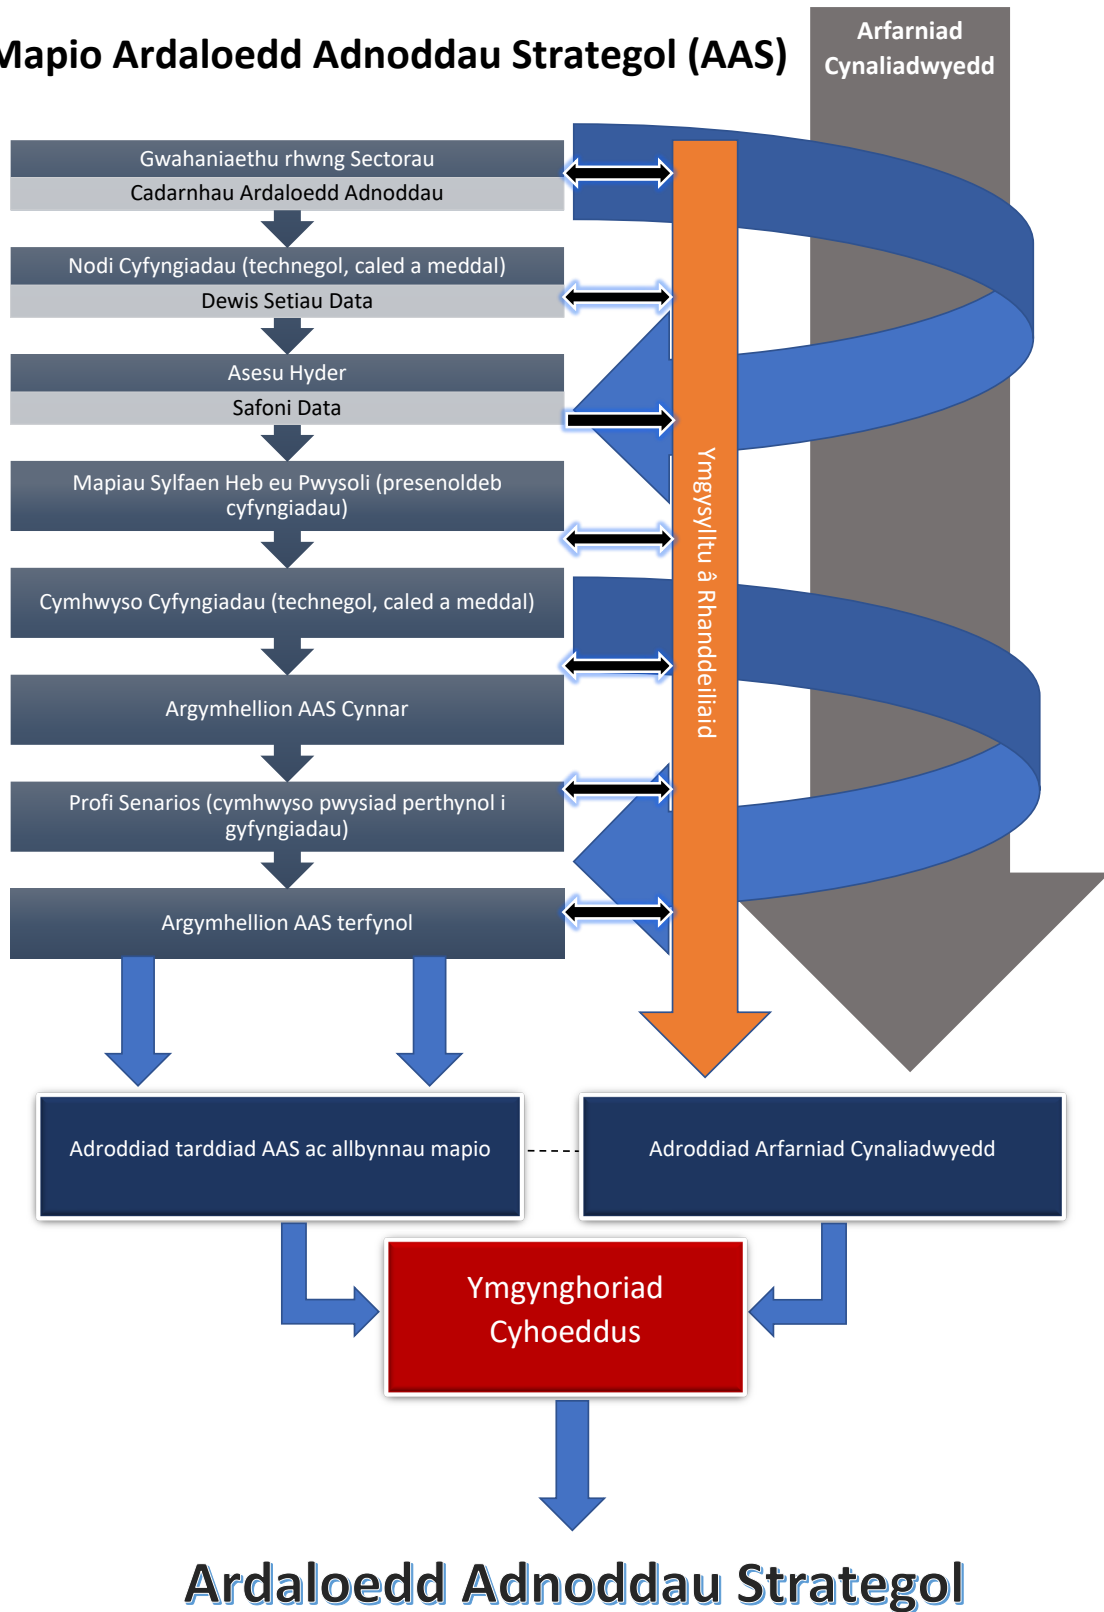 Mapio Ardaloedd Adnoddau Strategol (AAS)
Arfarniad
Cynaliadwyedd
Gwahaniaethu rhwng Sectorau
Cadarnhau Ardaloedd Adnoddau
Nodi Cyfyngiadau (technegol, caled a meddal)
Dewis Setiau Data
Asesu Hyder
Safoni Data
Mapiau Sylfaen Heb eu Pwysoli (presenoldeb
cyfyngiadau)
Cymhwyso Cyfyngiadau (technegol, caled a meddal)
Argymhellion AAS Cynnar
Profi Senarios (cymhwyso pwysiad perthynol i
gyfyngiadau)
Argymhellion AAS terfynol
Ymgysylltu â Rhanddeiliaid
Adroddiad tarddiad AAS ac allbynnau mapio
Adroddiad Arfarniad Cynaliadwyedd
Ymgynghoriad
Cyhoeddus
Ardaloedd Adnoddau Strategol